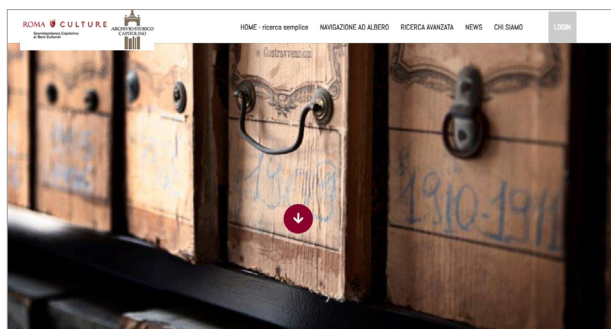 ROMA CULTURE
Sovrintendenza Capitolina
ai Beni Culturali
ARCHIVIO STORICO
CAPITOLINO
HOME - ricerca semplice NAVIGAZIONE AD ALBERO RICERCA AVANZATA NEWS CHI SIAMO LOGIN
e Contravvenzioni
1909
1910-1911